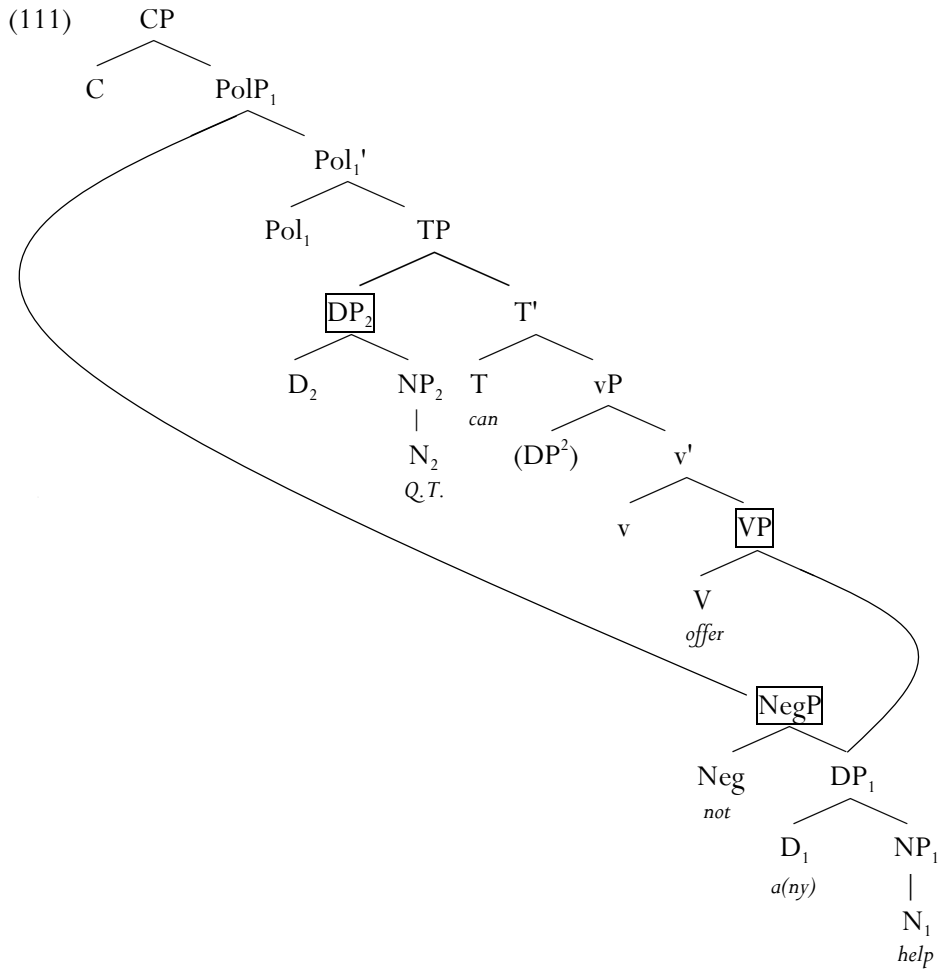 (111) CP
C PolP₁
Pol₁'
Pol₁ TP
DP₂ T'
D₂ NP₂ T vP
can
N₂ (DP²) v'
Q.T.
v VP
V
offer
NegP
Neg DP₁
not
D₁ NP₁
a(ny)
N₁
help